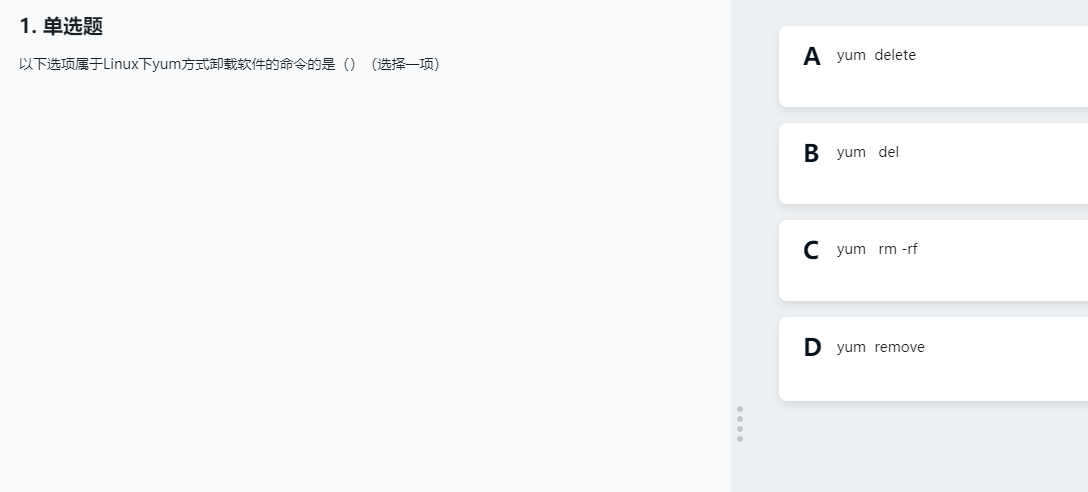 1. 单选题
以下选项属于Linux下yum方式卸载软件的命令的是（）（选择一项）
A yum delete
B yum del
C yum rm -rf
D yum remove